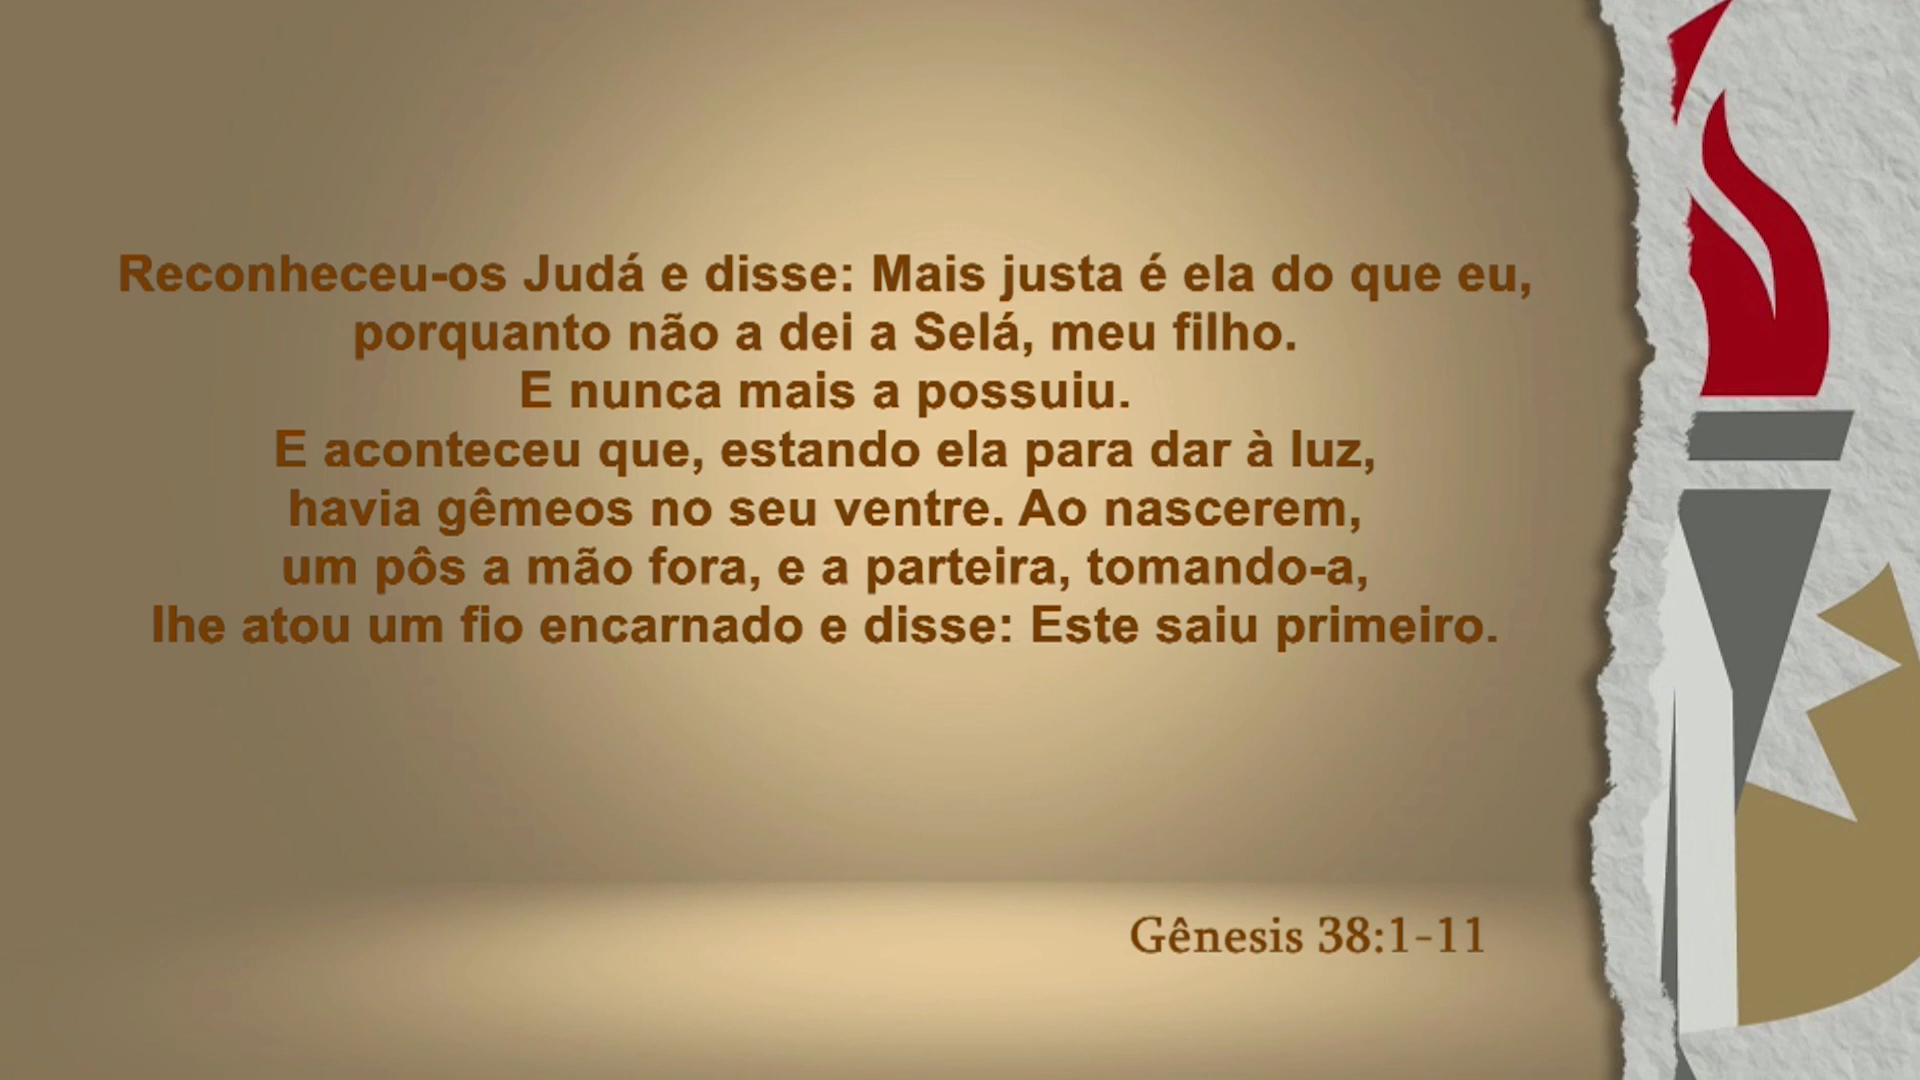 Reconheceu-os Judá e disse: Mais justa é ela do que eu,
porquanto não a dei a Selá, meu filho.
E nunca mais a possuiu.
E aconteceu que, estando ela para dar à luz,
havia gêmeos no seu ventre. Ao nascerem,
um pôs a mão fora, e a parteira, tomando-a,
lhe atou um fio encarnado e disse: Este saiu primeiro.
Gênesis 38:1-11